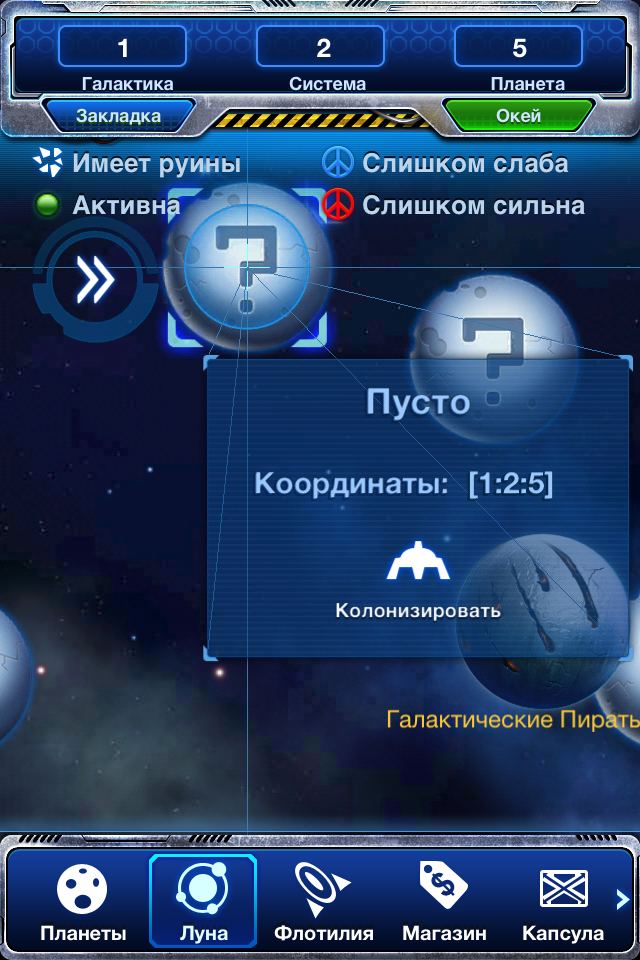 1 2 5
Галактика Система Планета
Закладка Окей
Имеет руины Слишком слаба
Активна Слишком сильна
?
?
Пусто
Координаты: [1:2:5]
Колонизировать
Галактические Пираты
Планеты Луна Флотилия Магазин Капсула